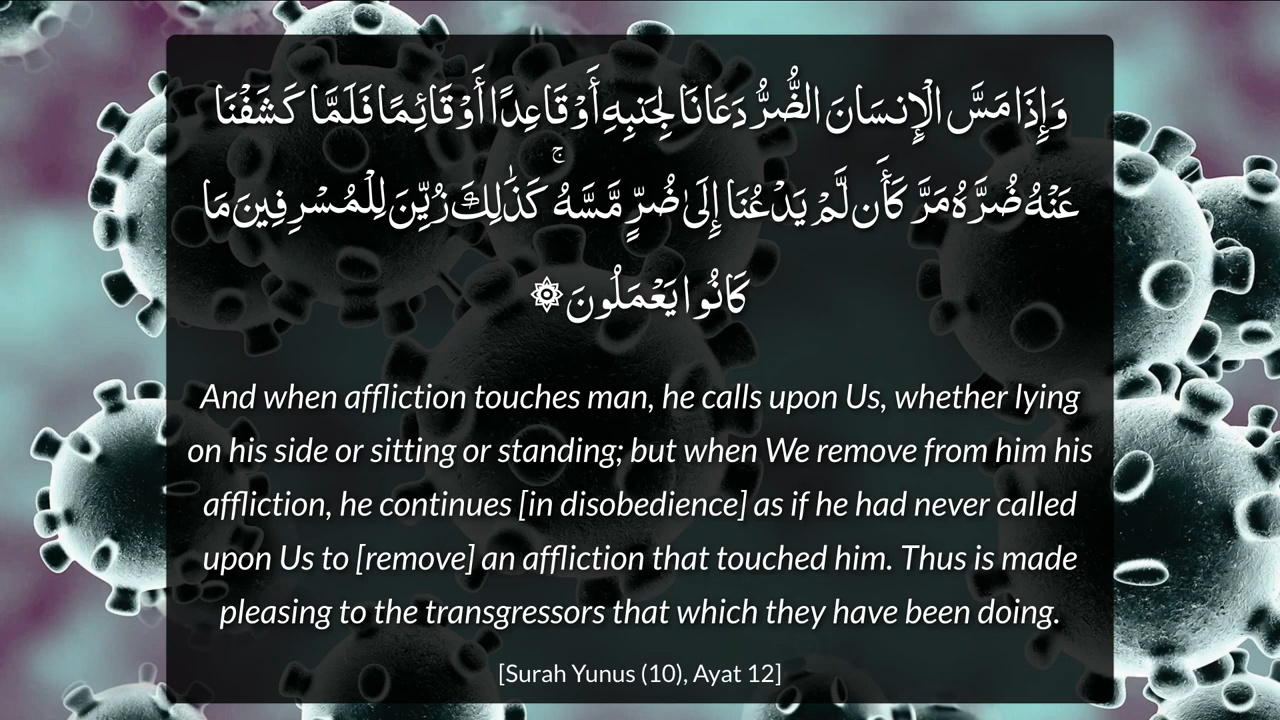 وَإِذَا مَسَّ الْإِنسَانَ الضُّرُّ دَعَانَا لِجَنبِهِ أَوْ قَاعِدًا أَوْ قَائِمًا فَلَمَّا كَشَفْنَا
عَنْهُ ضُرَّهُ مَرَّ كَأَن لَّمْ يَدْعُنَا إِلَىٰ ضُرٍّ مَّسَّهُ ۚ كَذَٰلِكَ زُيِّنَ لِلْمُسْرِفِينَ مَا
كَانُوا يَعْمَلُونَ ۞
And when affliction touches man, he calls upon Us, whether lying
on his side or sitting or standing; but when We remove from him his
affliction, he continues [in disobedience] as if he had never called
upon Us to [remove] an affliction that touched him. Thus is made
pleasing to the transgressors that which they have been doing.
[Surah Yunus (10), Ayat 12]